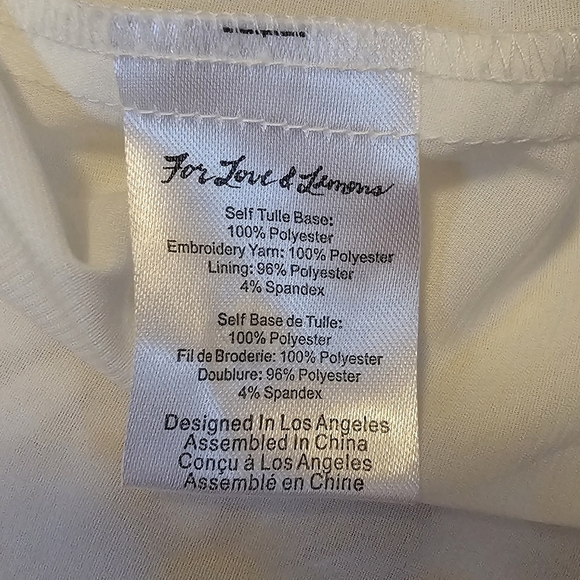 For Love & Lemons
Self Tulle Base:
100% Polyester
Embroidery Yarn: 100% Polyester
Lining: 96% Polyester
4% Spandex
Self Base de Tulle:
100% Polyester
Fil de Broderie: 100% Polyester
Doublure: 96% Polyester
4% Spandex
Designed In Los Angeles
Assembled In China
Conçu à Los Angeles
Assemblé en Chine